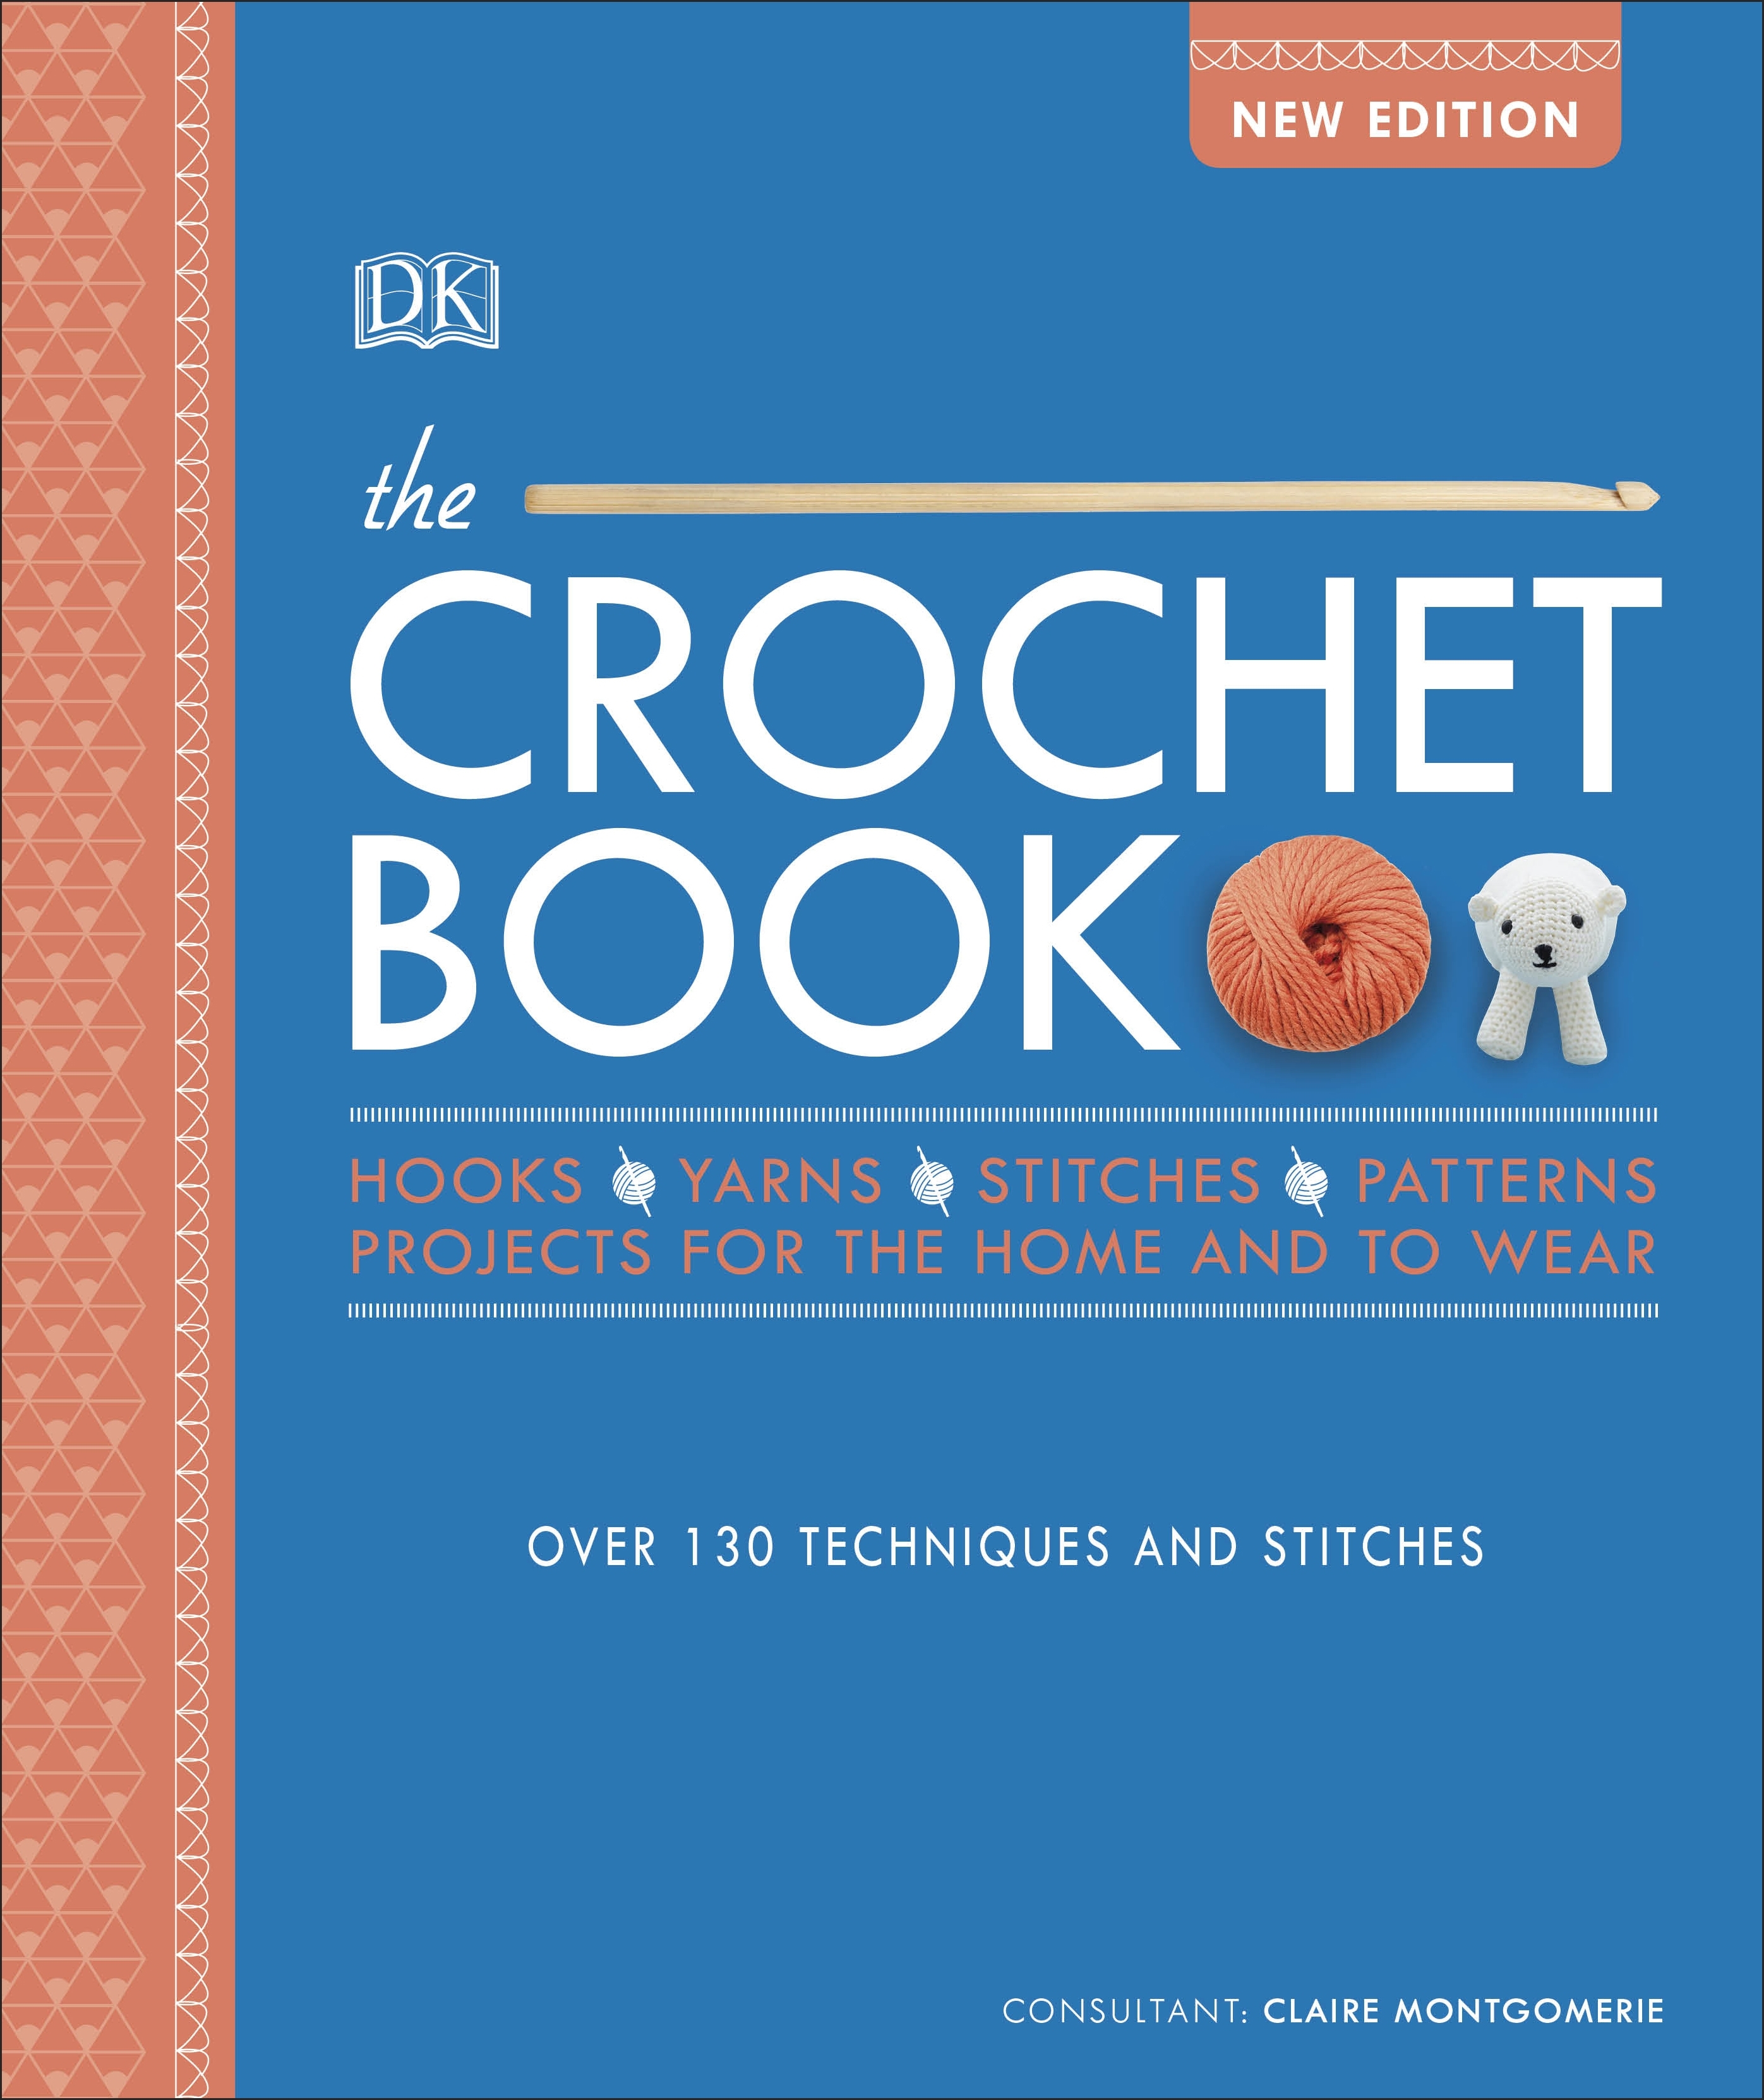 NEW EDITION
DK
the
CROCHET
BOOK
HOOKS YARNS STITCHES PATTERNS
PROJECTS FOR THE HOME AND TO WEAR
OVER 130 TECHNIQUES AND STITCHES
CONSULTANT: CLAIRE MONTGOMERIE